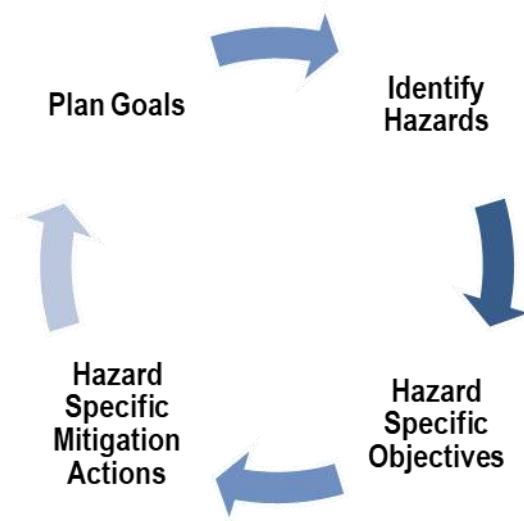 Plan Goals
Identify
Hazards
Hazard
Specific
Objectives
Hazard
Specific
Mitigation
Actions